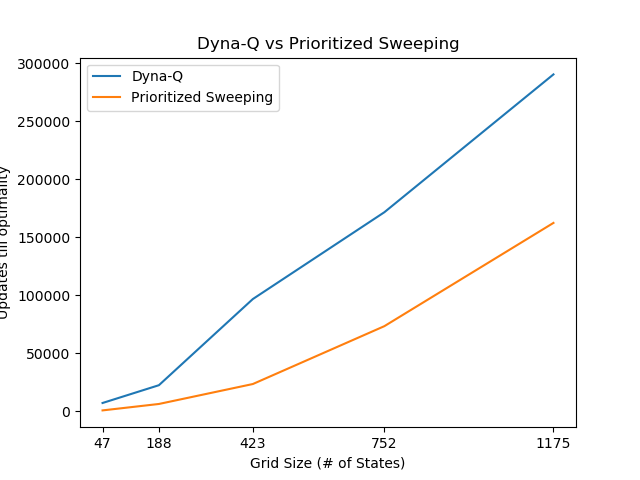 Dyna-Q vs Prioritized Sweeping
Dyna-Q
Prioritized Sweeping
300000
250000
200000
150000
100000
50000
0
Updates till optimality
47 188 423 752 1175
Grid Size (# of States)